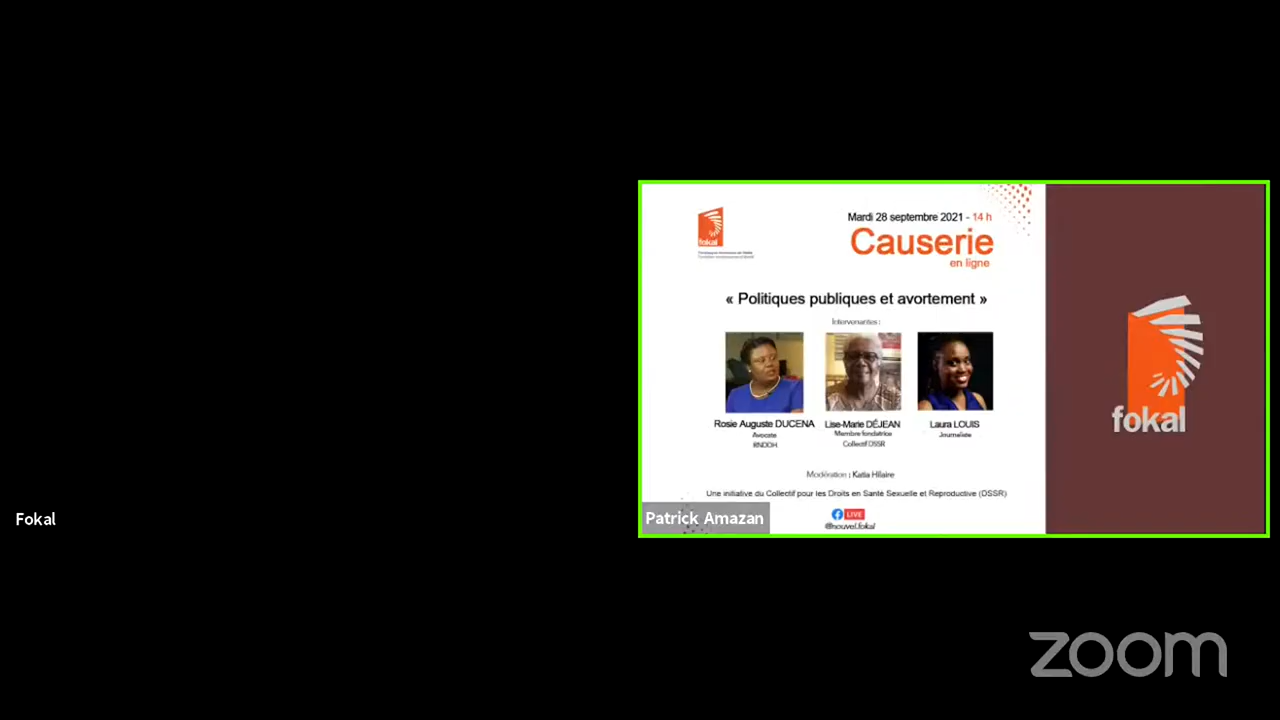 Mardi 28 septembre 2021 - 14 h
fokal
Causerie
en ligne
« Politiques publiques et avortement »
Intervenantes :
Rosie Auguste DUCENA
Avocate
RNDDH
Lise-Marie DÉJEAN
Membre fondatrice
Collectif DSSR
Laura LOUIS
Journaliste
Modération : Katia Hilaire
Une initiative du Collectif pour les Droits en Santé Sexuelle et Reproductive (DSSR)
LIVE
@nouvel.fokal
Patrick Amazan
fokal
Fokal
zoom